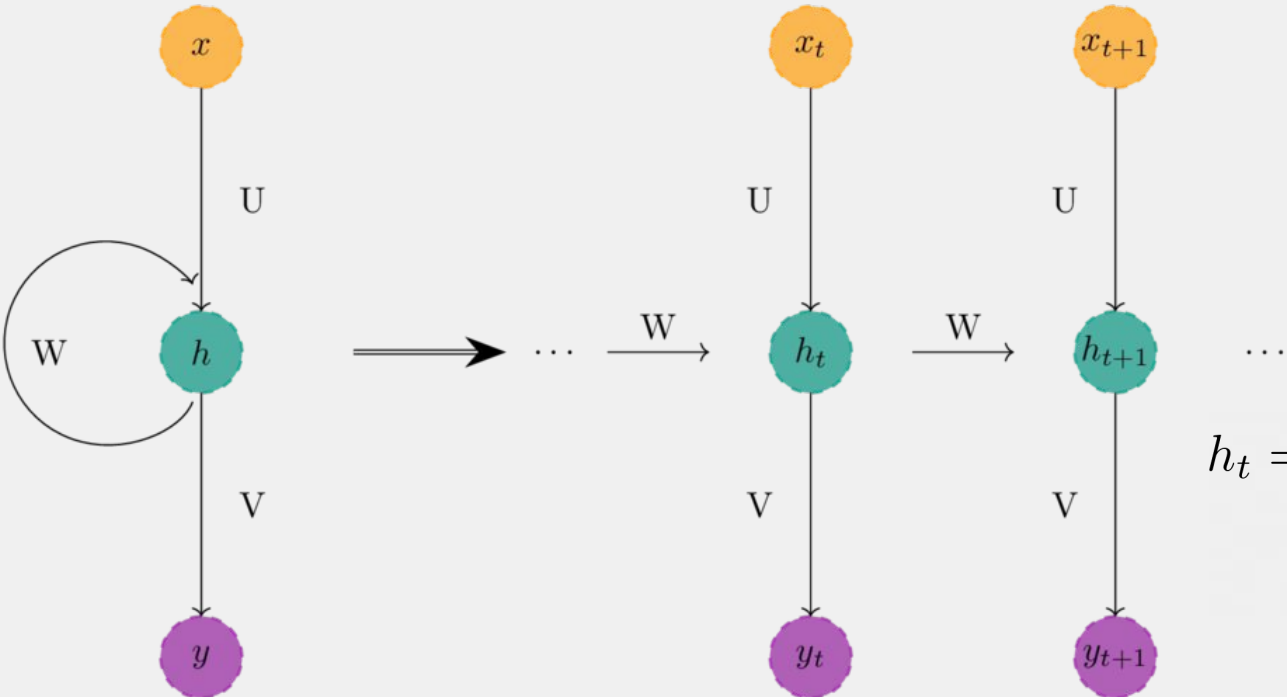 x x_t x_{t+1}
U U U
W W
W h ... h_t h_{t+1} ...
h_t =
V V V
y y_t y_{t+1}